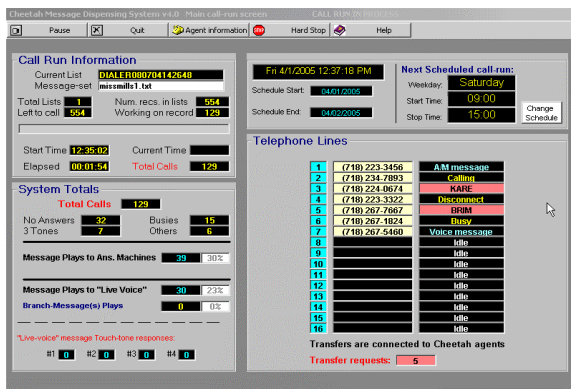 Cheetah Message Dispensing System v4.0 Main call-run screen CALL RUN IN PROCESS
Pause Quit Agent information Hard Stop Help
Call Run Information
Current List DIALER080704142648
Message-set missmills1.txt
Total Lists 1 Num. recs. in lists 554
Left to call 554 Working on record 129
Start Time 12:35:02 Current Time
Elapsed 00:01:54 Total Calls 129
System Totals
Total Calls 129
No Answers 32 Busies 15
3 Tones 7 Others 6
Message Plays to Ans. Machines 39 30%
Message Plays to "Live Voice" 30 23%
Branch-Message(s) Plays 0 0%
"Live-voice" message Touch-tone responses:
#1 0 #2 0 #3 0 #4 0
Fri 4/1/2005 12:37:18 PM
Schedule Start: 04/01/2005
Schedule End: 04/02/2005
Next Scheduled call-run:
Weekday: Saturday
Start Time: 09:00
Stop Time: 15:00
Change Schedule
Telephone Lines
1 (718) 223-3456 A/M message
2 (718) 234-7893 Calling
3 (718) 224-0674 KARE
4 (718) 223-3322 Disconnect
5 (718) 267-7667 BRIM
6 (718) 267-1824 Busy
7 (718) 267-5460 Voice message
8 Idle
9 Idle
10 Idle
11 Idle
12 Idle
13 Idle
14 Idle
15 Idle
16 Idle
Transfers are connected to Cheetah agents
Transfer requests: 5